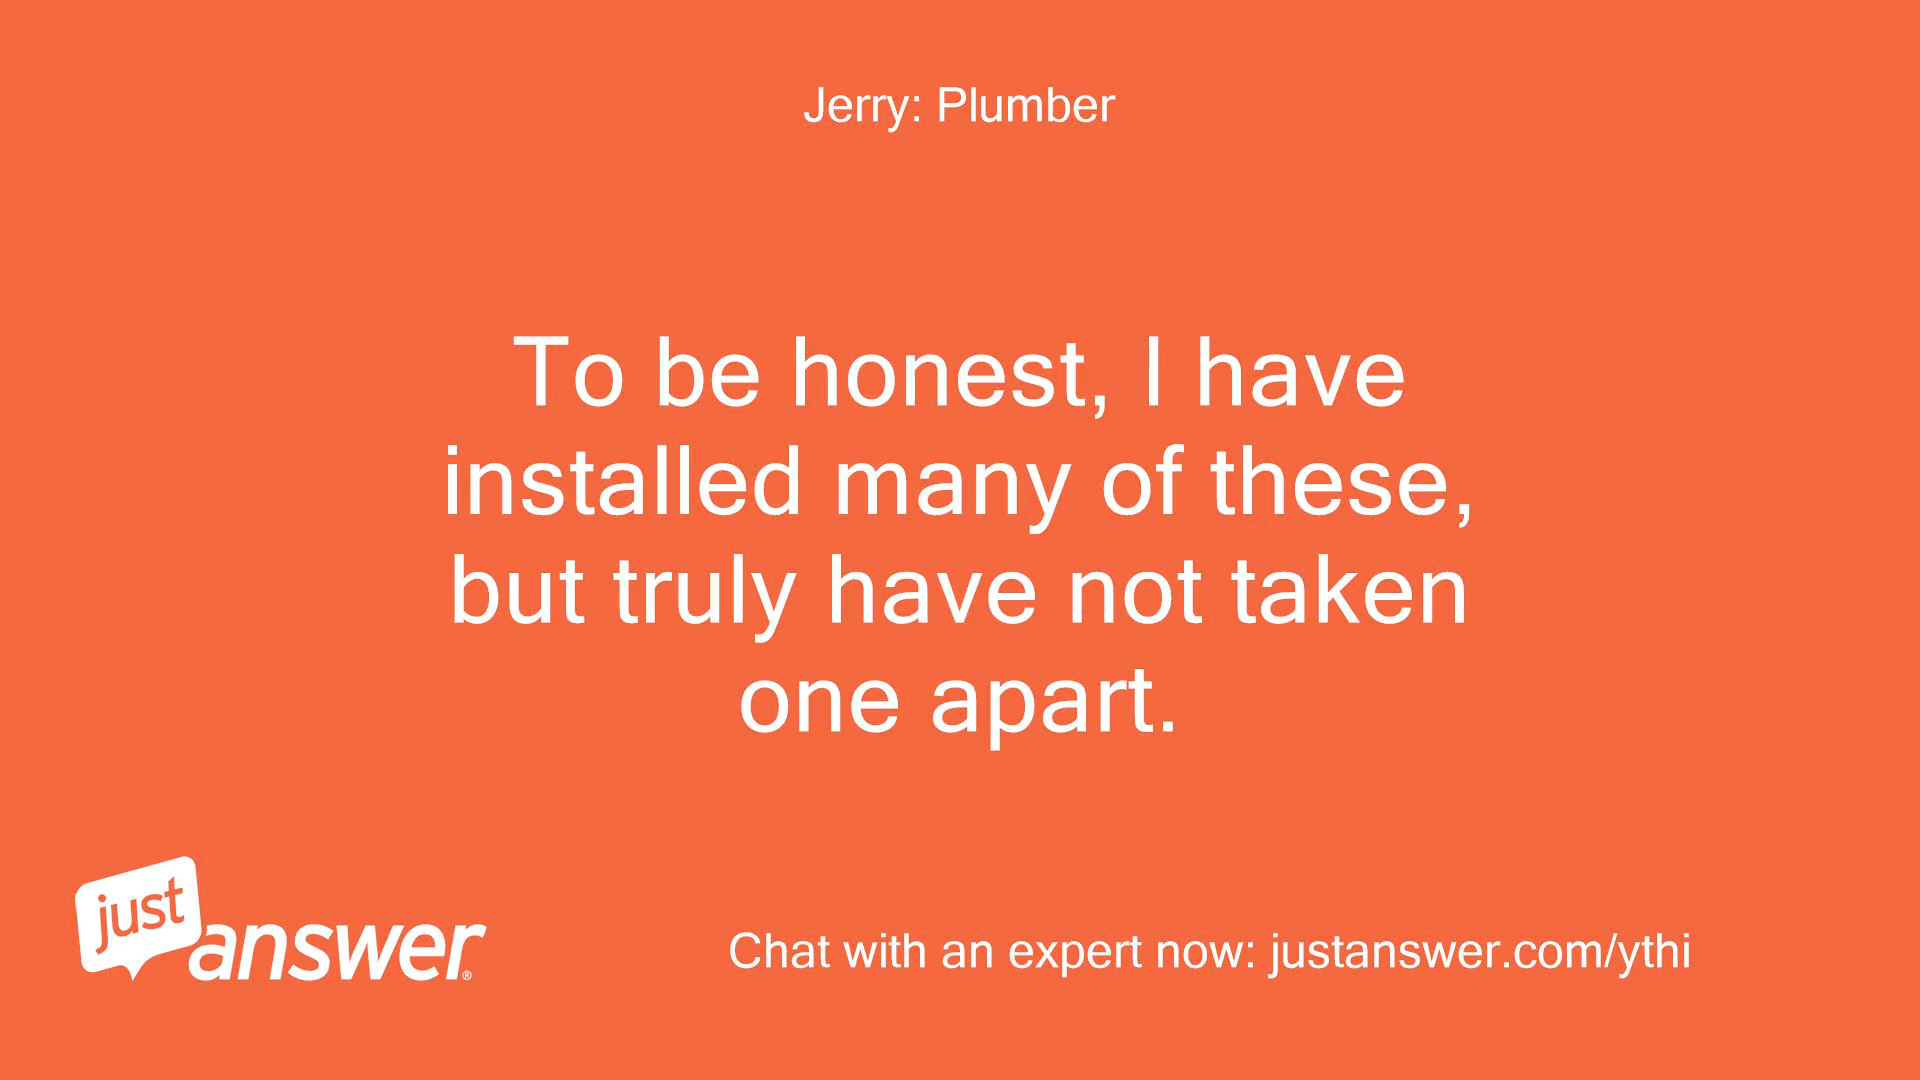 Jerry: Plumber
To be honest, I have
installed many of these,
but truly have not taken
one apart.
just
answer®
Chat with an expert now: justanswer.com/ythi